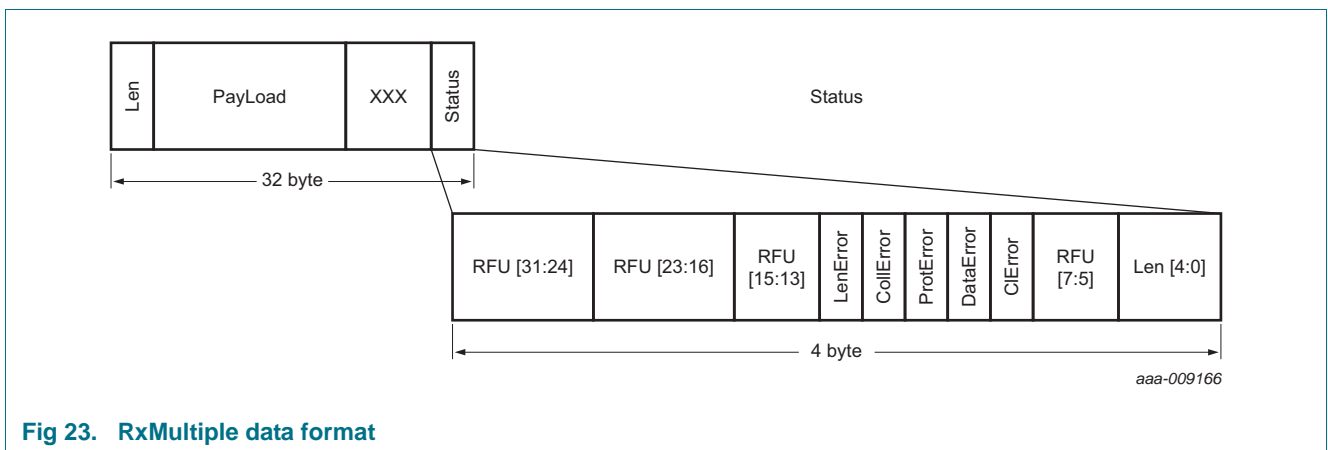 Len
PayLoad
XXX
Status
Status
32 byte
RFU [31:24]
RFU [23:16]
RFU
[15:13]
LenError
CollError
ProtError
DataError
ClError
RFU
[7:5]
Len [4:0]
4 byte
aaa-009166
Fig 23. RxMultiple data format